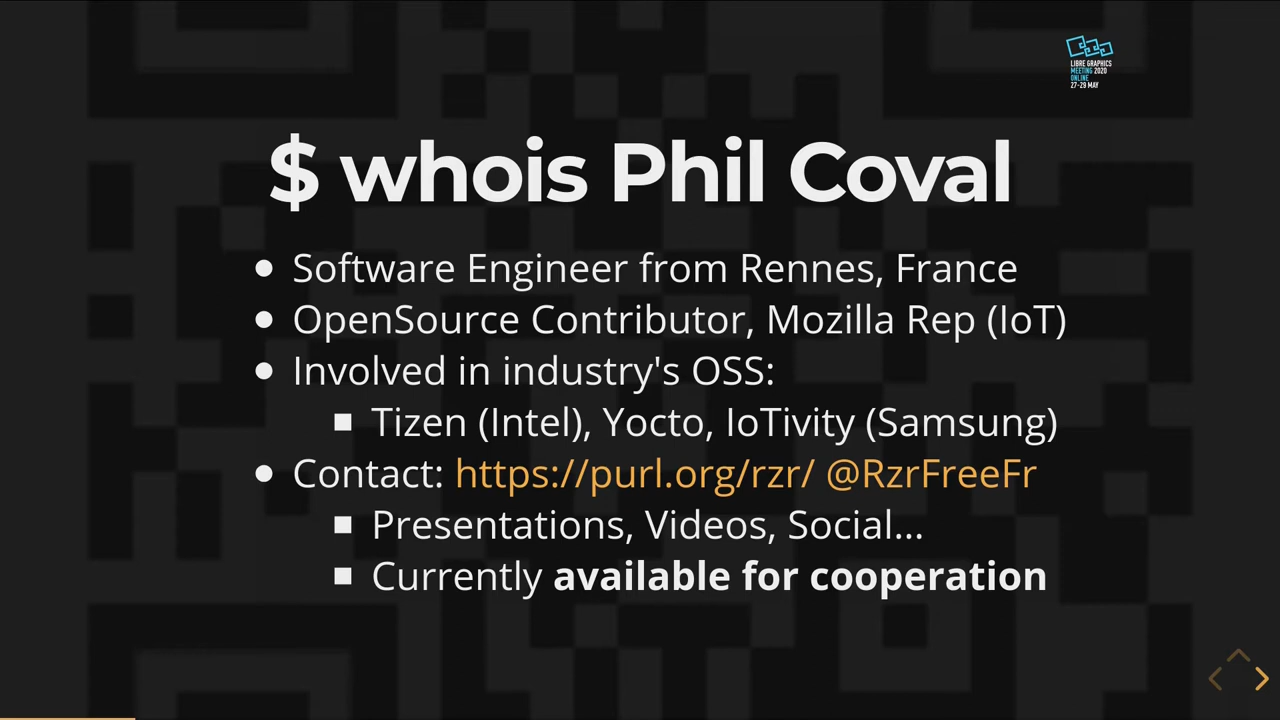 LIBRE GRAPHICS
MEETING 2020
ONLINE
27-29 MAY
$ whois Phil Coval
Software Engineer from Rennes, France
OpenSource Contributor, Mozilla Rep (IoT)
Involved in industry's OSS:
Tizen (Intel), Yocto, IoTivity (Samsung)
Contact: https://purl.org/rzr/ @RzrFreeFr
Presentations, Videos, Social...
Currently available for cooperation